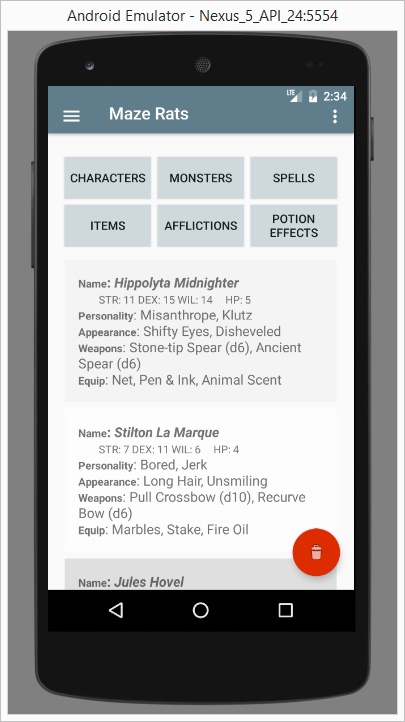 Android Emulator - Nexus_5_API_24:5554
LTE 2:34
Maze Rats
CHARACTERS MONSTERS SPELLS
ITEMS AFFLICTIONS POTION EFFECTS
Name: Hippolyta Midnighter
STR: 11 DEX: 15 WIL: 14 HP: 5
Personality: Misanthrope, Klutz
Appearance: Shifty Eyes, Disheveled
Weapons: Stone-tip Spear (d6), Ancient
Spear (d6)
Equip: Net, Pen & Ink, Animal Scent
Name: Stilton La Marque
STR: 7 DEX: 11 WIL: 6 HP: 4
Personality: Bored, Jerk
Appearance: Long Hair, Unsmiling
Weapons: Pull Crossbow (d10), Recurve
Bow (d6)
Equip: Marbles, Stake, Fire Oil
Name: Jules Hovel